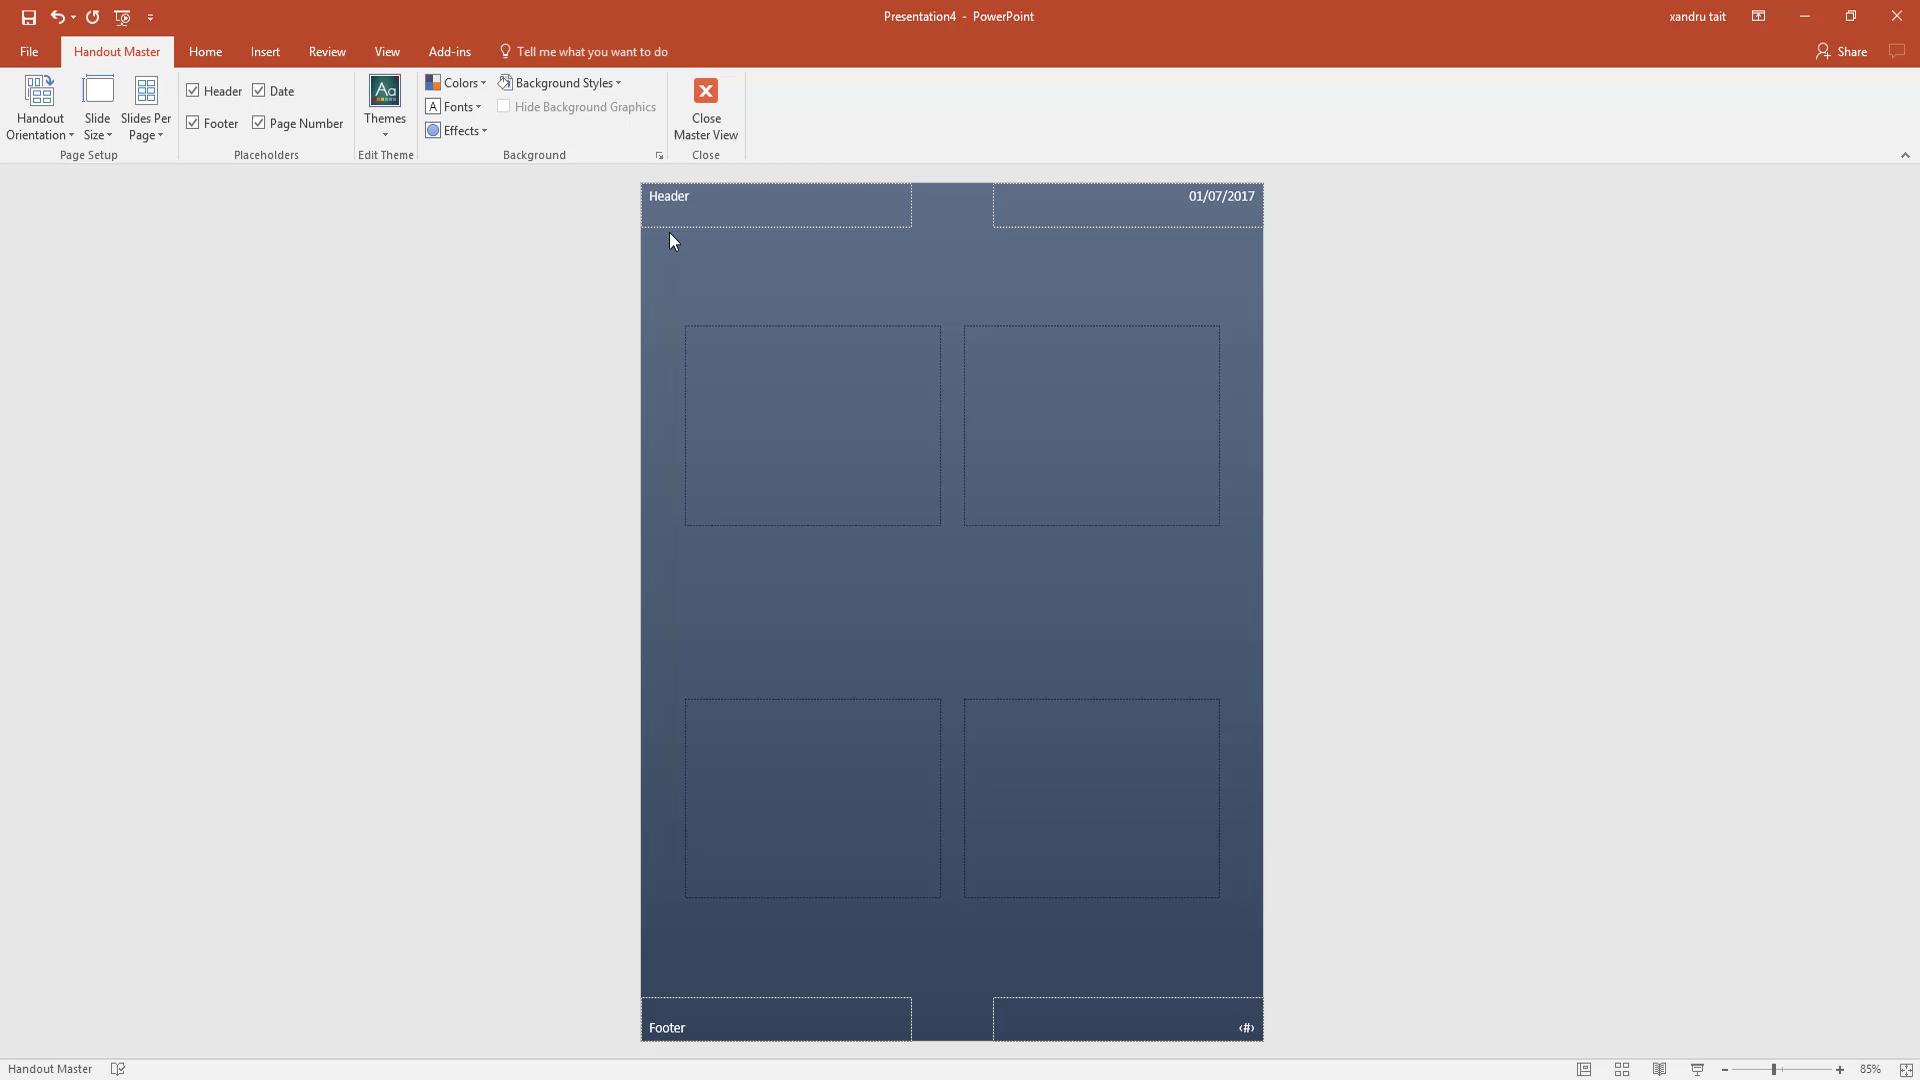 Presentation4 - PowerPoint
xandru tait
File
Handout Master
Home
Insert
Review
View
Add-ins
Tell me what you want to do
Share
Handout
Orientation
Slide
Size
Slides Per
Page
Page Setup
Header
Date
Footer
Page Number
Placeholders
Aa
Themes
Edit Theme
Colors
Background Styles
A Fonts
Hide Background Graphics
Effects
Background
Close
Master View
Close
Header
01/07/2017
Footer
‹#›
Handout Master
85%